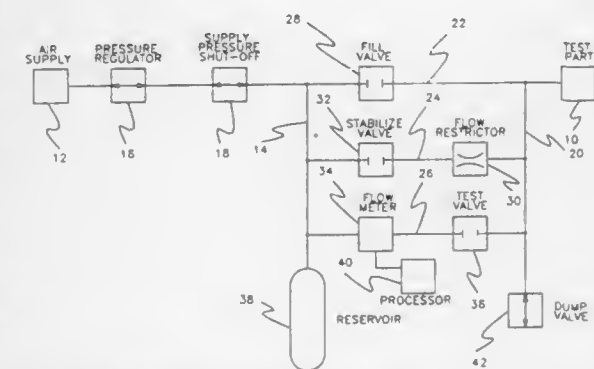 AIR
SUPPLY
PRESSURE
REGULATOR
SUPPLY
PRESSURE
SHUT-OFF
28
FILL
VALVE
22
TEST
PART
12
16
18
14
32
STABILIZE
VALVE
24
FLOW
RESTRICTOR
10
20
34
FLOW
METER
26
TEST
VALVE
30
40
PROCESSOR
36
38
RESERVOIR
DUMP
VALVE
42